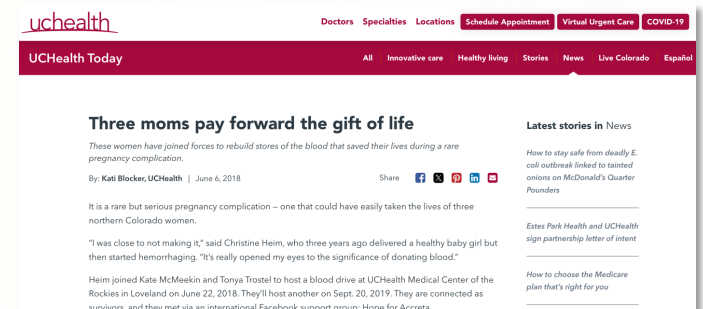 uchealth
Doctors Specialties Locations Schedule Appointment Virtual Urgent Care COVID-19
UCHealth Today
All Innovative care Healthy living Stories News Live Colorado Español
Three moms pay forward the gift of life
These women have joined forces to rebuild stores of the blood that saved their lives during a rare
pregnancy complication.
By: Kati Blocker, UCHealth | June 6, 2018
Share
It is a rare but serious pregnancy complication – one that could have easily taken the lives of three
northern Colorado women.
"I was close to not making it," said Christine Heim, who three years ago delivered a healthy baby girl but
then started hemorrhaging. "It's really opened my eyes to the significance of donating blood."
Heim joined Kate McMeekin and Tonya Trostel to host a blood drive at UCHealth Medical Center of the
Rockies in Loveland on June 22, 2018. They'll host another on Sept. 20, 2019. They are connected as
survivors, and they met via an international Facebook support group: Hope for Accreta.
Latest stories in News
How to stay safe from deadly E.
coli outbreak linked to tainted
onions on McDonald's Quarter
Pounders
Estes Park Health and UCHealth
sign partnership letter of intent
How to choose the Medicare
plan that's right for you